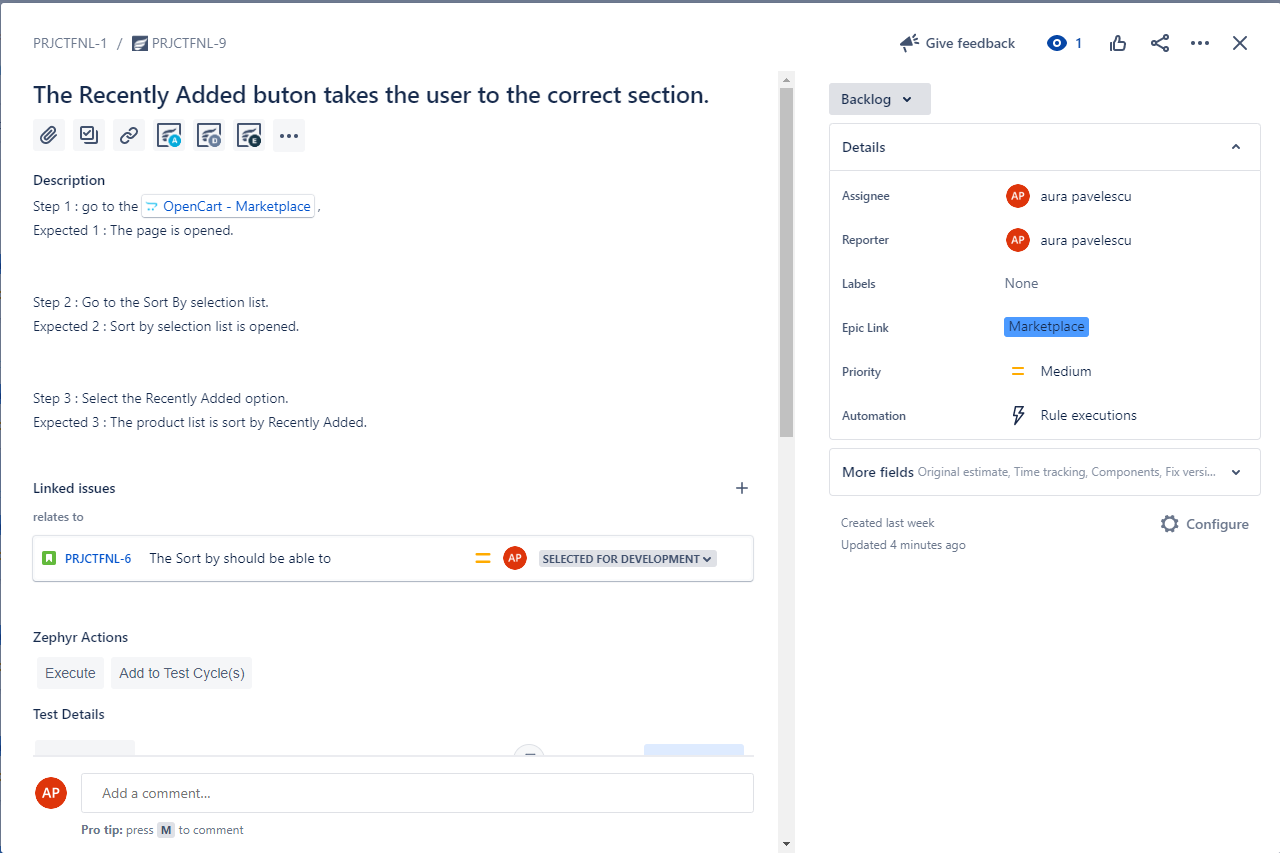 PRJCTFNL-1 / PRJCTFNL-9
Give feedback
1
The Recently Added buton takes the user to the correct section.
A
D
E
Description
Step 1 : go to the OpenCart - Marketplace ,
Expected 1 : The page is opened.
Step 2 : Go to the Sort By selection list.
Expected 2 : Sort by selection list is opened.
Step 3 : Select the Recently Added option.
Expected 3 : The product list is sort by Recently Added.
Linked issues
relates to
PRJCTFNL-6 The Sort by should be able to AP SELECTED FOR DEVELOPMENT
Zephyr Actions
Execute Add to Test Cycle(s)
Test Details
AP Add a comment...
Pro tip: press M to comment
Backlog
Details
Assignee AP aura pavelescu
Reporter AP aura pavelescu
Labels None
Epic Link Marketplace
Priority Medium
Automation Rule executions
More fields Original estimate, Time tracking, Components, Fix versi...
Created last week
Configure
Updated 4 minutes ago